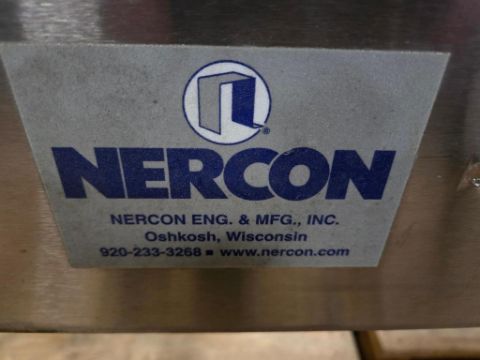 NERCON
NERCON ENG. & MFG., INC.
Oshkosh, Wisconsin
920-233-3268 ■ www.nercon.com